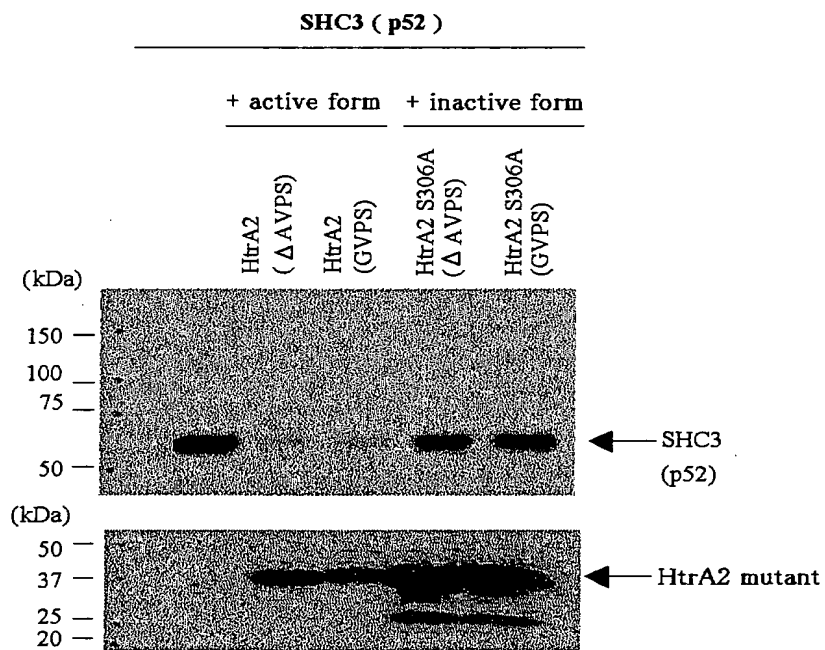 SHC3 ( p52 )
+ active form + inactive form
HtrA2
( Δ AVPS)
HtrA2
(GVPS)
HtrA2 S306A
(Δ AVPS)
HtrA2 S306A
(GVPS)
(kDa)
150
100
75
50
SHC3
(p52)
(kDa)
50
37
25
20
HtrA2 mutant